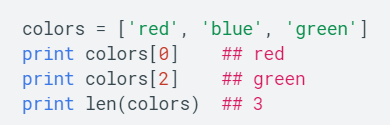 colors = ['red', 'blue', 'green']
print colors[0]    ## red
print colors[2]    ## green
print len(colors)  ## 3